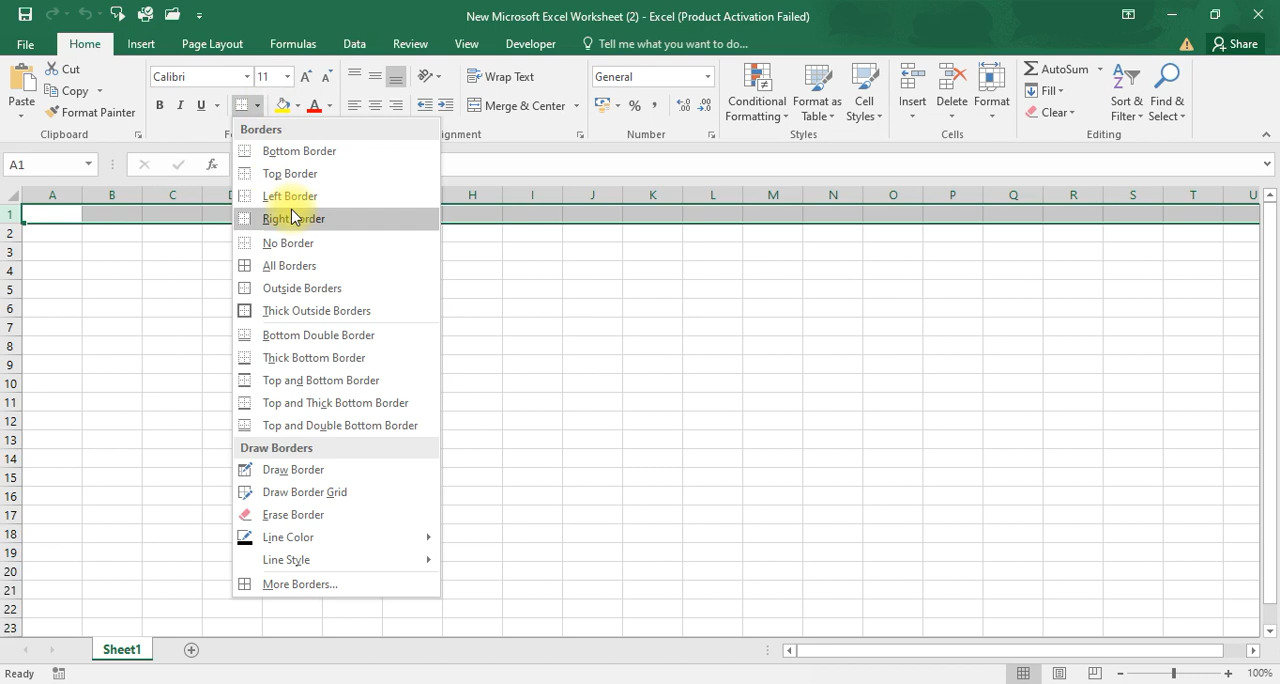 New Microsoft Excel Worksheet (2) - Excel (Product Activation Failed)
File Home Insert Page Layout Formulas Data Review View Developer Tell me what you want to do... Share
Paste Cut Copy Format Painter
Clipboard
Calibri 11
B I U
General
Wrap Text
Merge & Center
%
Number
Conditional Formatting
Format as Table
Cell Styles
Styles
Insert Delete Format
Cells
AutoSum
Fill
Clear
Sort & Filter
Find & Select
Editing
A1
fx
A B C H I J K L M N O P Q R S T U
1
2
3
4
5
6
7
8
9
10
11
12
13
14
15
16
17
18
19
20
21
22
23
Borders
Bottom Border
Top Border
Left Border
No Border
All Borders
Outside Borders
Thick Outside Borders
Bottom Double Border
Thick Bottom Border
Top and Bottom Border
Top and Thick Bottom Border
Top and Double Bottom Border
Draw Borders
Draw Border
Draw Border Grid
Erase Border
Line Color
Line Style
More Borders...
Sheet1
Ready
100%